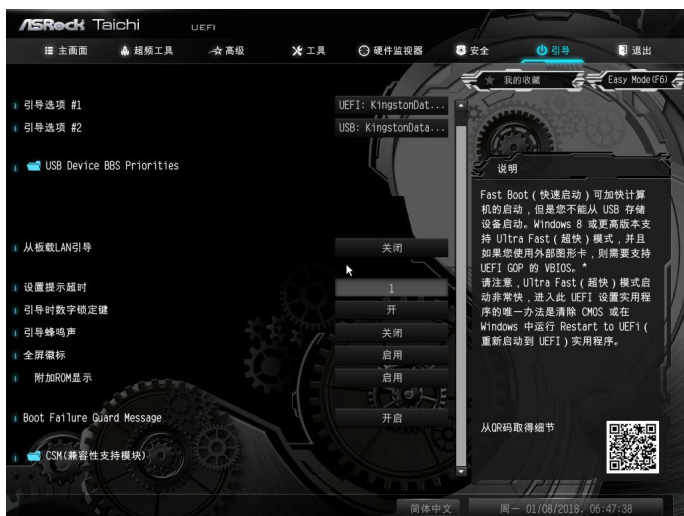 ASRock Taichi UEFI
主画面 超频工具 高级 工具 硬件监视器 安全 引导 退出
我的收藏 Easy Mode(F6)
引导选项 #1 UEFI: KingstonDat...
引导选项 #2 USB: KingstonData...
USB Device BBS Priorities
从板载LAN引导 关闭
设置提示超时 1
引导时数字锁定键 开
引导蜂鸣声 关闭
全屏徽标 启用
附加ROM显示 启用
Boot Failure Guard Message 开启
CSM(兼容性支持模块)
说明
Fast Boot（快速启动）可加快计算
机的启动，但是您不能从 USB 存储
设备启动。Windows 8 或更高版本支
持 Ultra Fast（超快）模式，并且
如果您使用外部图形卡，则需要支持
UEFI GOP 的 VBIOS。*
请注意，Ultra Fast（超快）模式启
动非常快，进入此 UEFI 设置实用程
序的唯一办法是清除 CMOS 或在
Windows 中运行 Restart to UEFi（
重新启动到 UEFI）实用程序。
从QR码取得细节
简体中文 周一 01/08/2018, 06:47:38